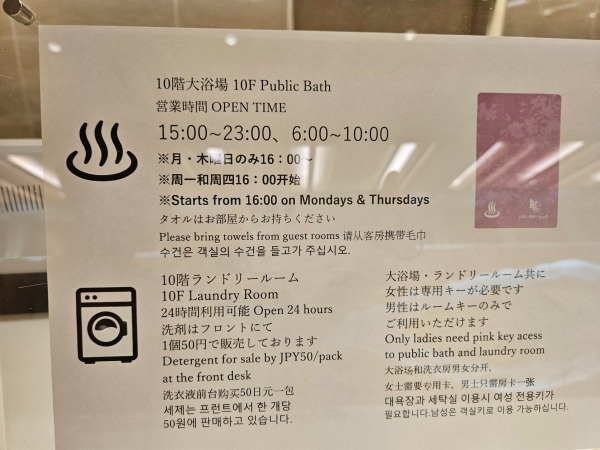 10階大浴場 10F Public Bath
営業時間 OPEN TIME
15:00~23:00、6:00~10:00
※月・木曜日のみ16：00～
※周一和周四16：00开始
※Starts from 16:00 on Mondays & Thursdays
タオルはお部屋からお持ちください
Please bring towels from guest rooms 请从客房携带毛巾
수건은 객실의 수건을 들고가 주십시오.
10階ランドリールーム
10F Laundry Room
24時間利用可能 Open 24 hours
洗剤はフロントにて
1個50円で販売しております
Detergent for sale by JPY50/pack
at the front desk
洗衣液前台购买50日元一包
세제는 프런트에서 한 개당
50원에 판매하고 있습니다.
大浴場・ランドリールーム共に
女性は専用キーが必要です
男性はルームキーのみで
ご利用いただけます
Only ladies need pink key acess
to public bath and laundry room
大浴场和洗衣房男女分开,
女士需要专用卡、男士只需房卡一张
대욕장과 세탁실 이용시 여성 전용키가
필요합니다.남성은 객실키로 이용 가능하십니다.